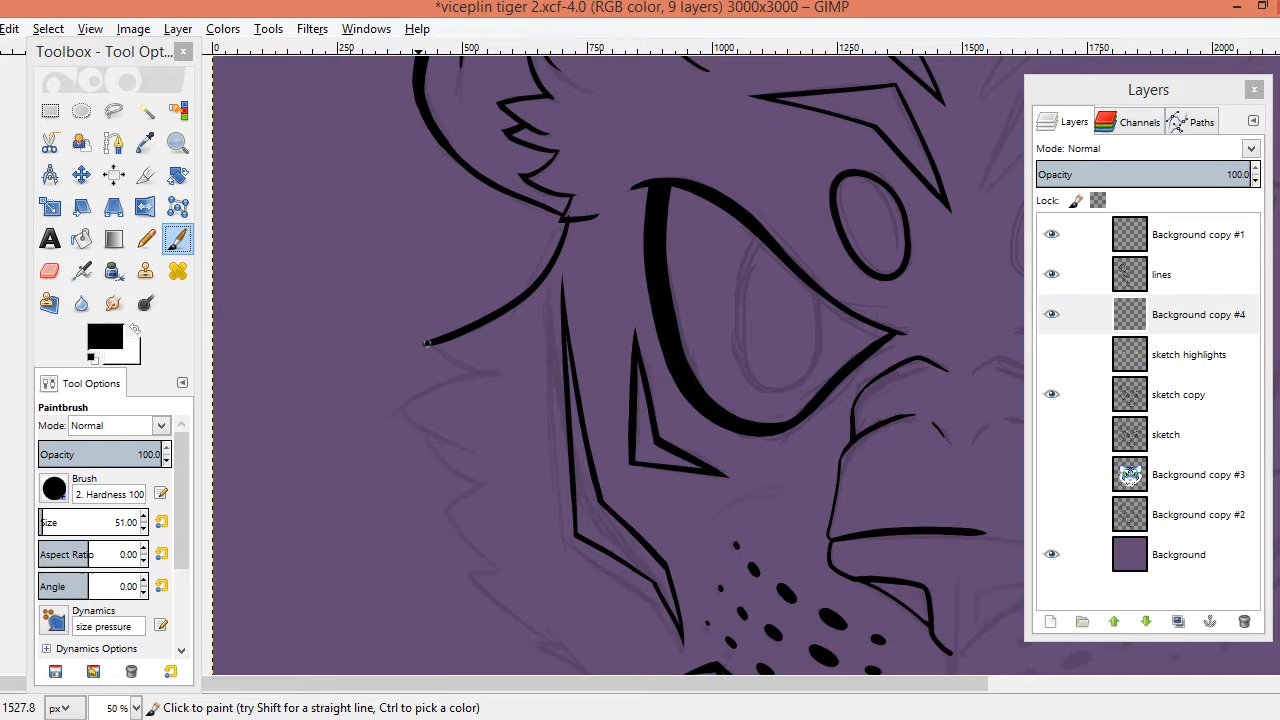 *viceplin tiger 2.xcf-4.0 (RGB color, 9 layers) 3000x3000 – GIMP
Edit Select View Image Layer Colors Tools Filters Windows Help
Toolbox - Tool Opt...
0 250 500 750 1000 1250 1500 1750 2000
Layers
Layers Channels Paths
Mode: Normal
Opacity 100.0
Lock:
Background copy #1
lines
Background copy #4
sketch highlights
sketch copy
sketch
Background copy #3
Background copy #2
Background
Tool Options
Paintbrush
Mode: Normal
Opacity 100.0
Brush
2. Hardness 100
Size 51.00
Aspect Ratio 0.00
Angle 0.00
Dynamics
size pressure
Dynamics Options
1527.8 px 50 % Click to paint (try Shift for a straight line, Ctrl to pick a color)